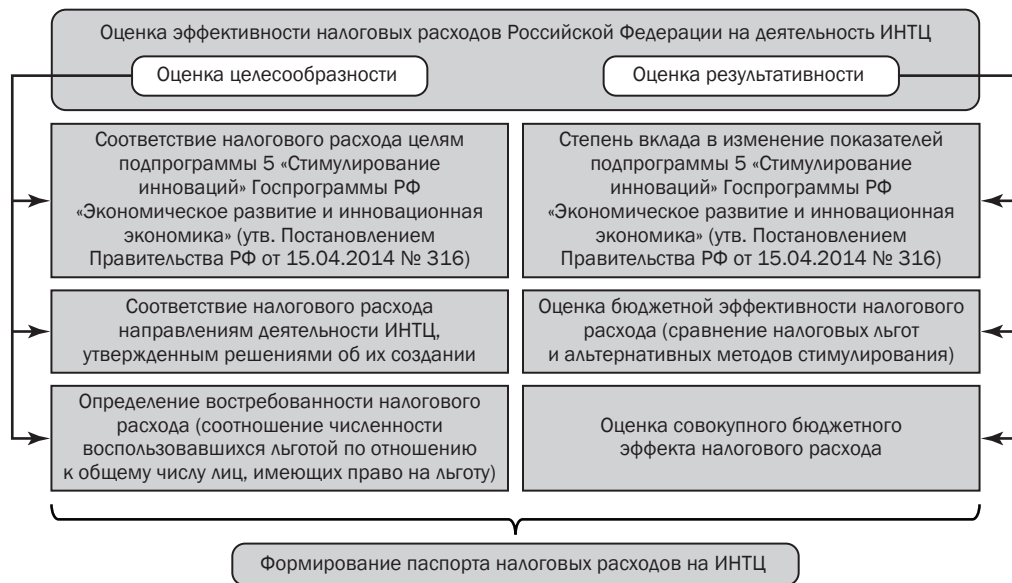 Оценка эффективности налоговых расходов Российской Федерации на деятельность ИНТЦ
Оценка целесообразности
Оценка результативности
Соответствие налогового расхода целям
подпрограммы 5 «Стимулирование
инноваций» Госпрограммы РФ
«Экономическое развитие и инновационная
экономика» (утв. Постановлением
Правительства РФ от 15.04.2014 № 316)
Степень вклада в изменение показателей
подпрограммы 5 «Стимулирование
инноваций» Госпрограммы РФ
«Экономическое развитие и инновационная
экономика» (утв. Постановлением
Правительства РФ от 15.04.2014 № 316)
Соответствие налогового расхода
направлениям деятельности ИНТЦ,
утвержденным решениями об их создании
Оценка бюджетной эффективности налогового
расхода (сравнение налоговых льгот
и альтернативных методов стимулирования)
Определение востребованности налогового
расхода (соотношение численности
воспользовавшихся льготой по отношению
к общему числу лиц, имеющих право на льготу)
Оценка совокупного бюджетного
эффекта налогового расхода
Формирование паспорта налоговых расходов на ИНТЦ